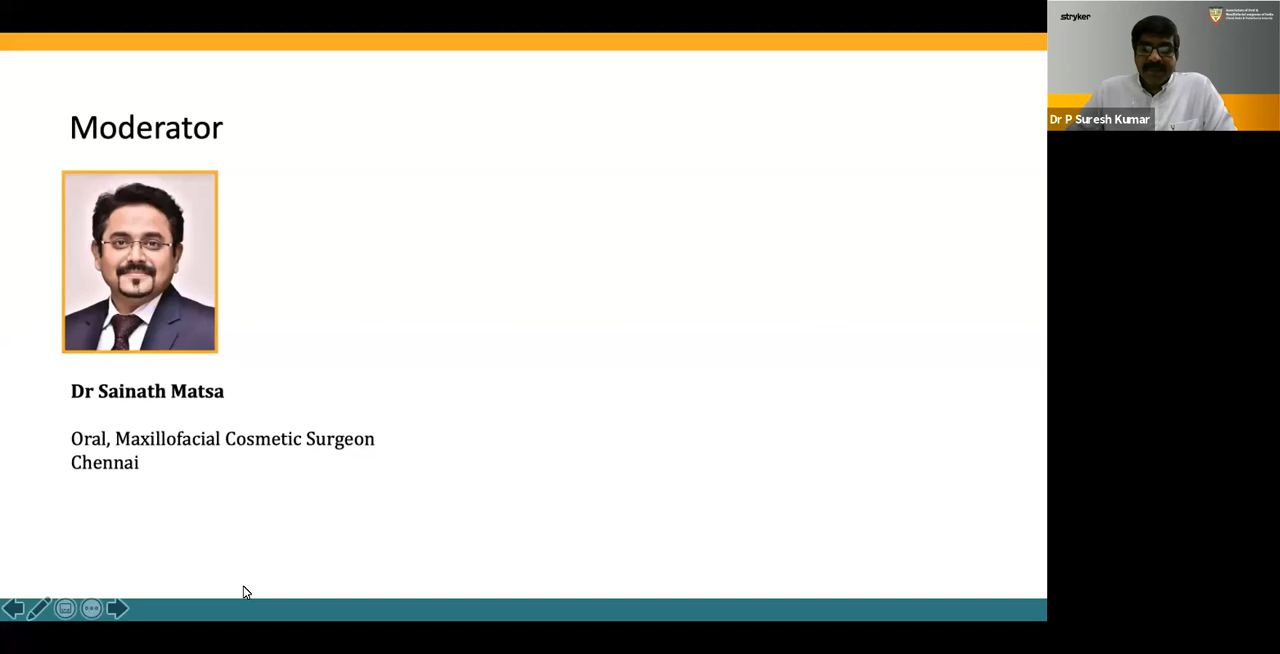 Moderator
Dr Sainath Matsa
Oral, Maxillofacial Cosmetic Surgeon
Chennai
stryker
Dr P Suresh Kumar